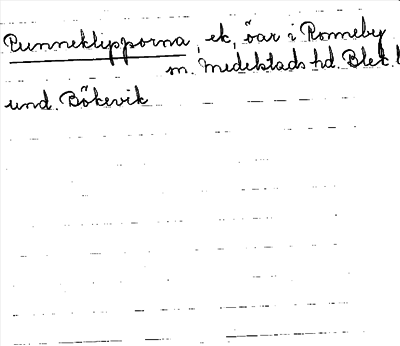 Runneklipporna, ek, öar i Ronneby
m. Medelstads hd. Blek. l
und. Bökevik